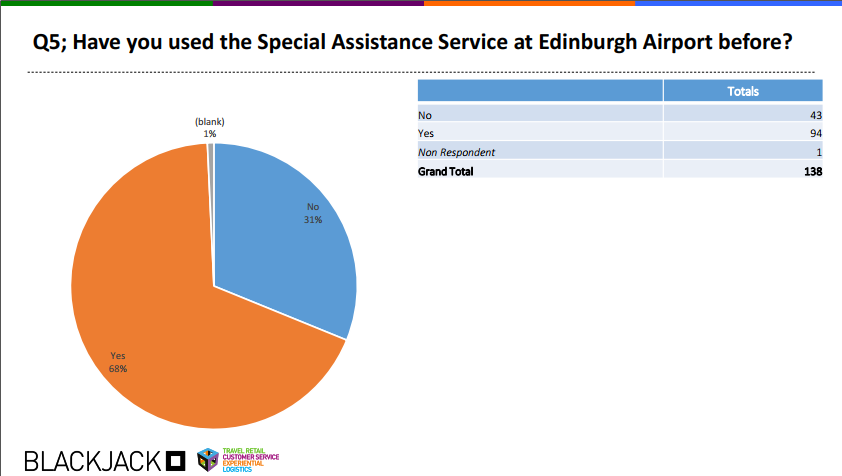 Q5; Have you used the Special Assistance Service at Edinburgh Airport before?
Totals
No 43
Yes 94
Non Respondent 1
Grand Total 138
(blank)
1%
No
31%
Yes
68%
BLACKJACK
TRAVEL RETAIL
CUSTOMER SERVICE
EXPERIENTIAL
LOGISTICS